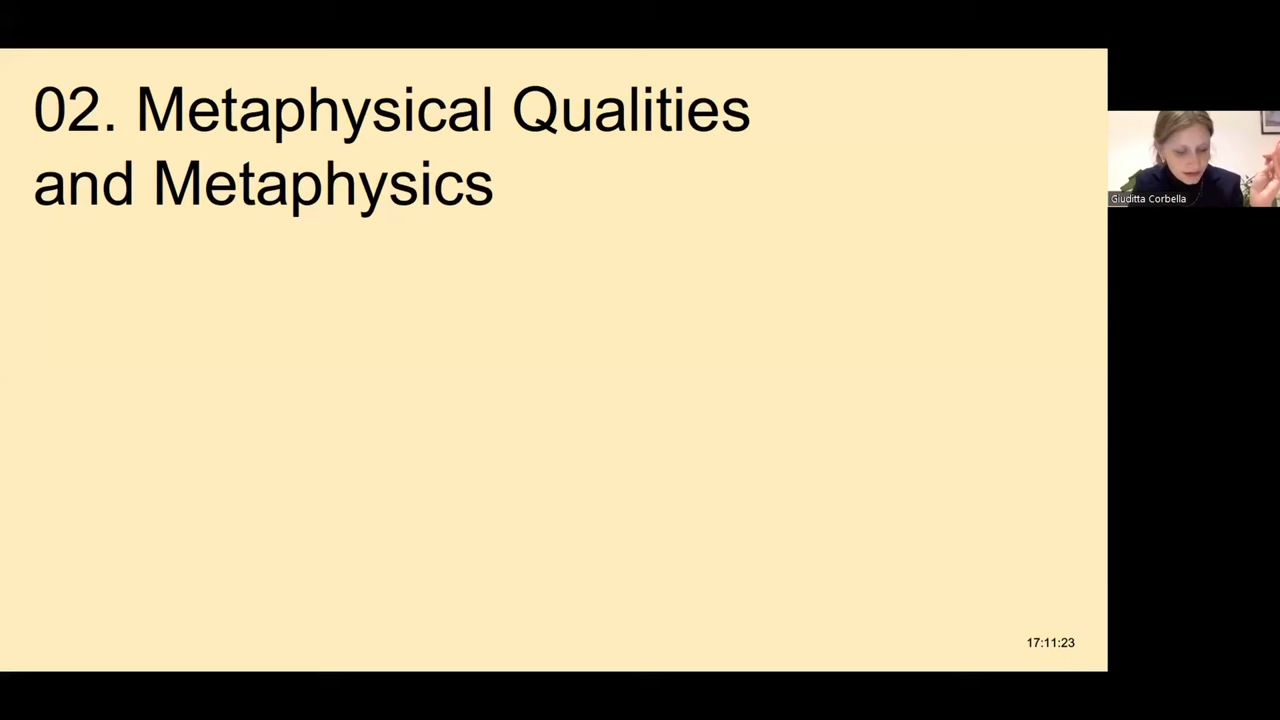 02. Metaphysical Qualities
and Metaphysics
Giuditta Corbella
17:11:23